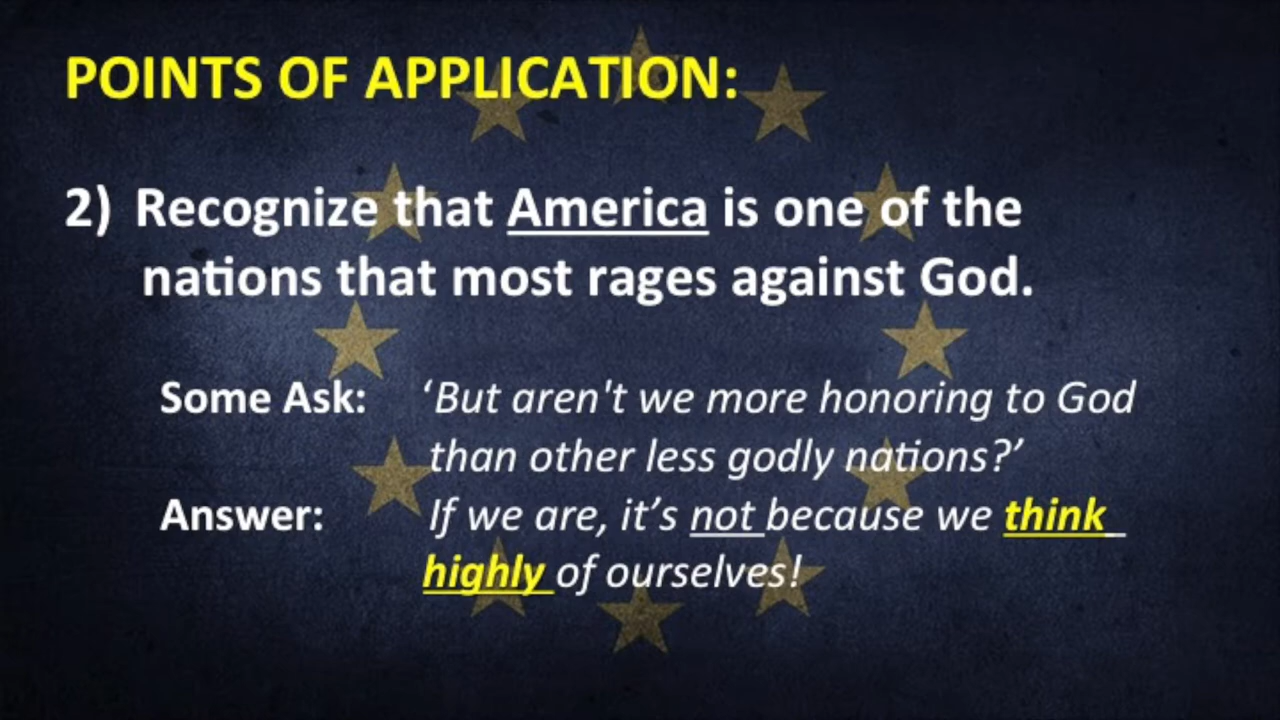 POINTS OF APPLICATION:
2) Recognize that America is one of the
nations that most rages against God.
Some Ask: ‘But aren't we more honoring to God
than other less godly nations?’
Answer: If we are, it’s not because we think
highly of ourselves!